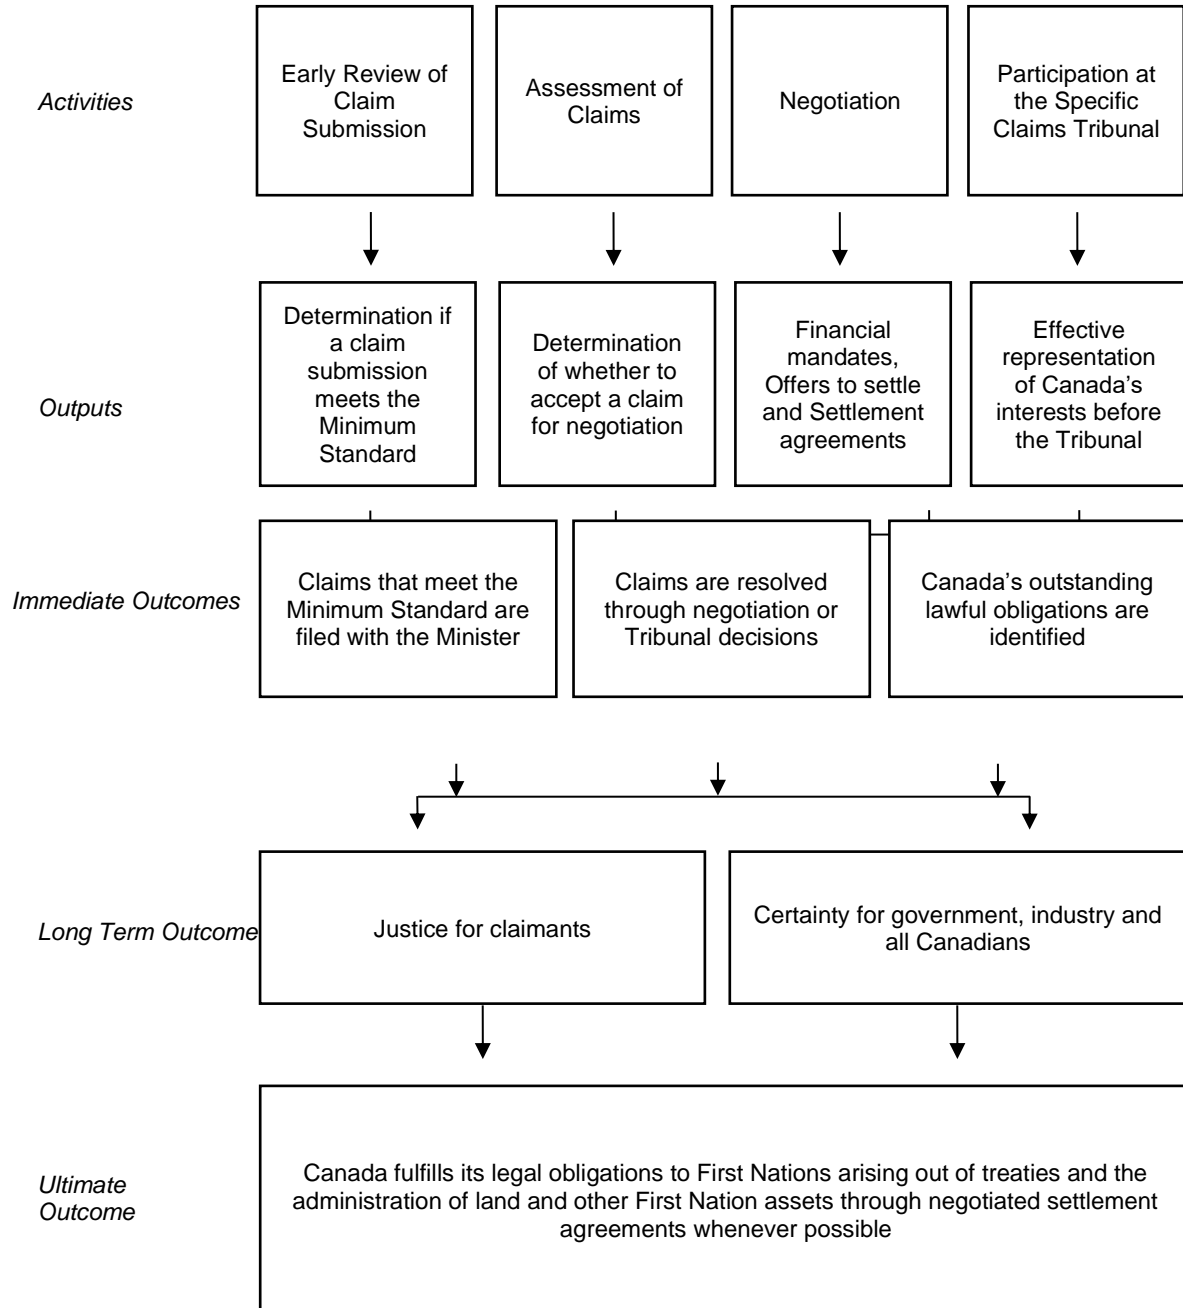 Activities
Early Review of
Claim
Submission
Assessment of
Claims
Negotiation
Participation at
the Specific
Claims Tribunal
Outputs
Determination if
a claim
submission
meets the
Minimum
Standard
Determination
of whether to
accept a claim
for negotiation
Financial
mandates,
Offers to settle
and Settlement
agreements
Effective
representation
of Canada’s
interests before
the Tribunal
Immediate Outcomes
Claims that meet the
Minimum Standard are
filed with the Minister
Claims are resolved
through negotiation or
Tribunal decisions
Canada’s outstanding
lawful obligations are
identified
Long Term Outcome
Justice for claimants
Certainty for government, industry and
all Canadians
Ultimate
Outcome
Canada fulfills its legal obligations to First Nations arising out of treaties and the
administration of land and other First Nation assets through negotiated settlement
agreements whenever possible